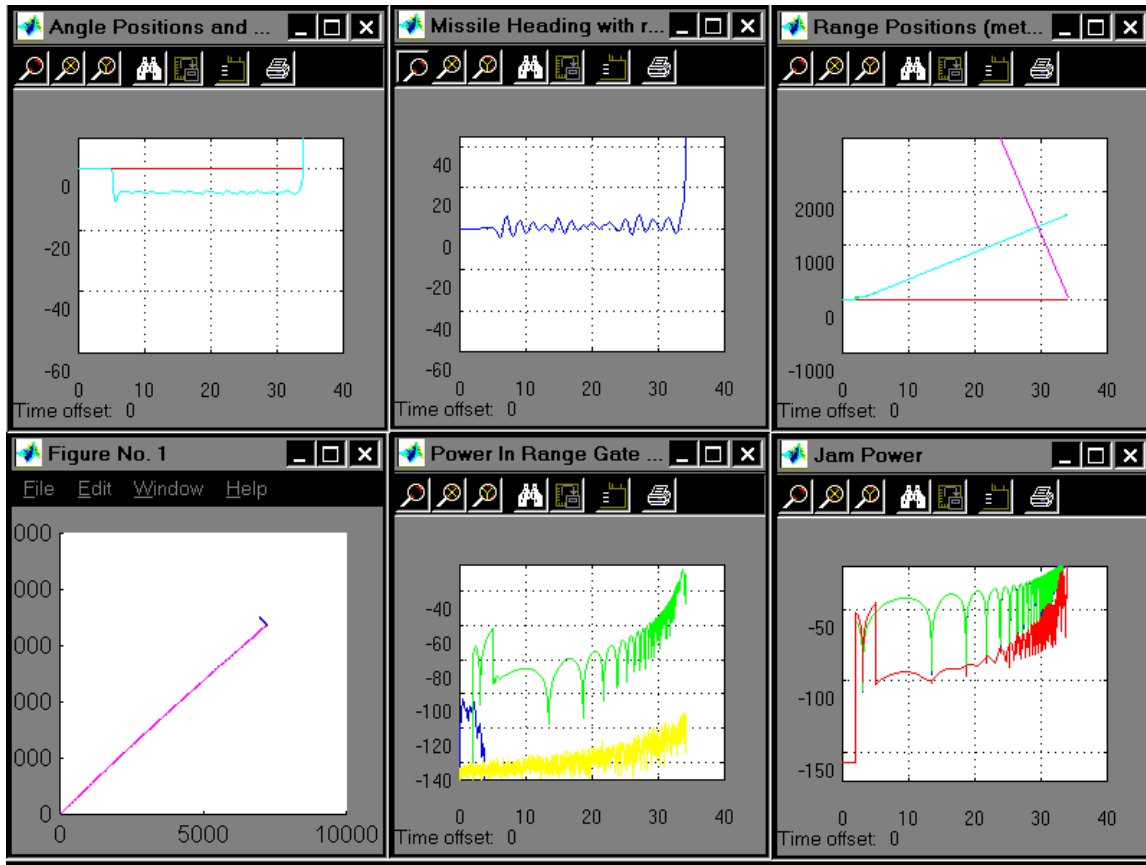 Angle Positions and ...
0
-20
-40
-60
0 10 20 30 40
Time offset: 0
Missile Heading with r...
40
20
0
-20
-40
-60
0 10 20 30 40
Time offset: 0
Range Positions (met...
2000
1000
0
-1000
0 10 20 30 40
Time offset: 0
Figure No. 1
File Edit Window Help
000
000
000
000
000
0
0 5000 10000
Power In Range Gate ...
-40
-60
-80
-100
-120
-140
0 10 20 30 40
Time offset: 0
Jam Power
-50
-100
-150
0 10 20 30 40
Time offset: 0